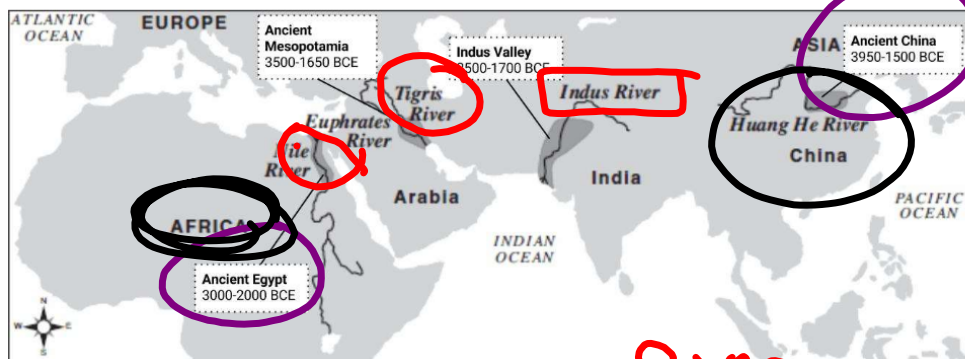 ATLANTIC
OCEAN
EUROPE
Ancient
Mesopotamia
3500-1650 BCE
Indus Valley
2500-1700 BCE
ASIA
Ancient China
3950-1500 BCE
Tigris
River
Indus River
Euphrates
River
Nile
River
Huang He River
China
Arabia
India
PACIFIC
OCEAN
AFRICA
INDIAN
OCEAN
Ancient Egypt
3000-2000 BCE
N
W
E
S